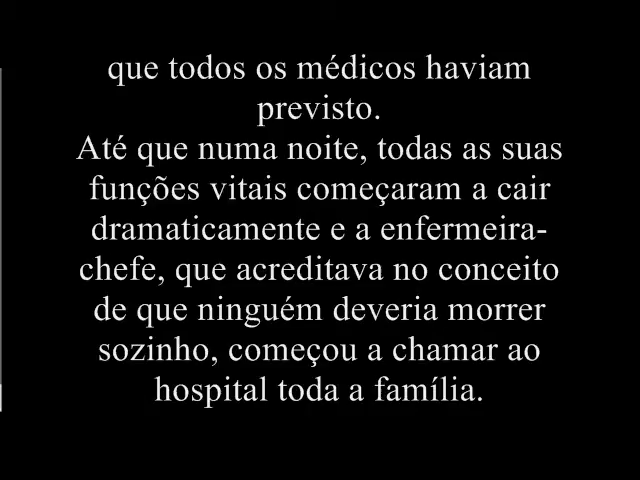 que todos os médicos haviam
previsto.
Até que numa noite, todas as suas
funções vitais começaram a cair
dramaticamente e a enfermeira-
chefe, que acreditava no conceito
de que ninguém deveria morrer
sozinho, começou a chamar ao
hospital toda a família.